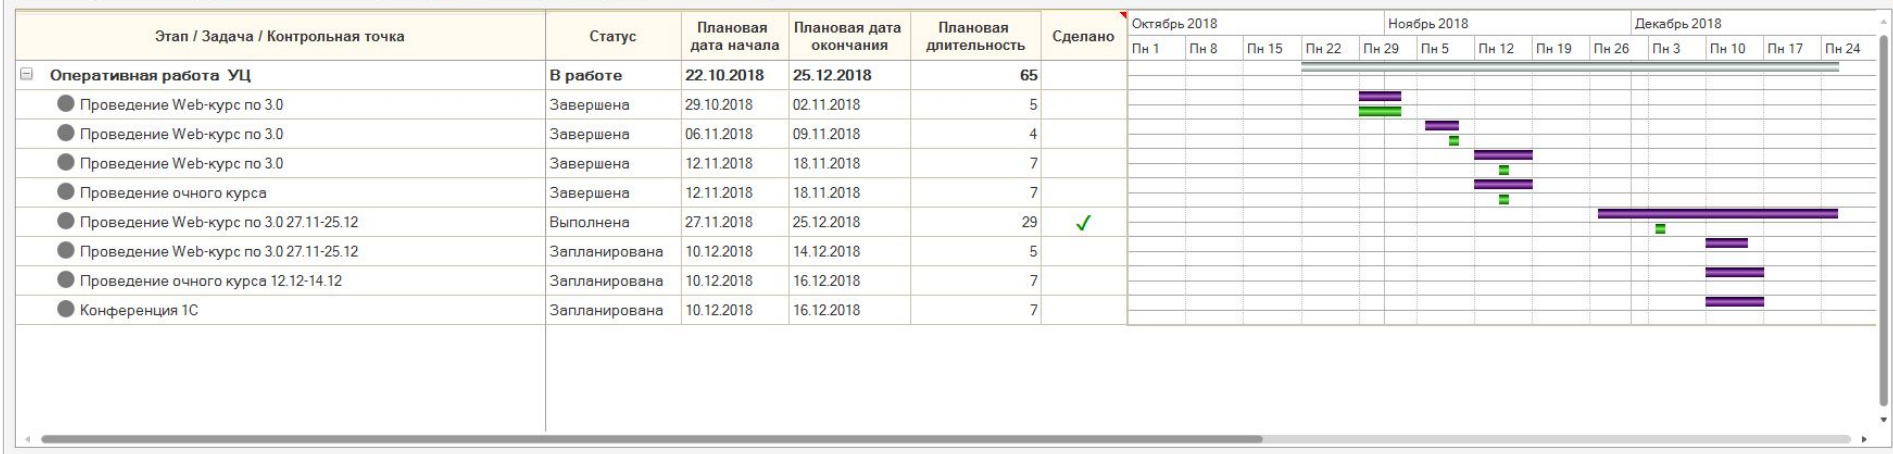 Этап / Задача / Контрольная точка Статус Плановая дата начала Плановая дата окончания Плановая длительность Сделано
Октябрь 2018 Ноябрь 2018 Декабрь 2018
Пн 1 Пн 8 Пн 15 Пн 22 Пн 29 Пн 5 Пн 12 Пн 19 Пн 26 Пн 3 Пн 10 Пн 17 Пн 24
Оперативная работа УЦ В работе 22.10.2018 25.12.2018 65
Проведение Web-курс по 3.0 Завершена 29.10.2018 02.11.2018 5
Проведение Web-курс по 3.0 Завершена 06.11.2018 09.11.2018 4
Проведение Web-курс по 3.0 Завершена 12.11.2018 18.11.2018 7
Проведение очного курса Завершена 12.11.2018 18.11.2018 7
Проведение Web-курс по 3.0 27.11-25.12 Выполнена 27.11.2018 25.12.2018 29 ✓
Проведение Web-курс по 3.0 27.11-25.12 Запланирована 10.12.2018 14.12.2018 5
Проведение очного курса 12.12-14.12 Запланирована 10.12.2018 16.12.2018 7
Конференция 1С Запланирована 10.12.2018 16.12.2018 7